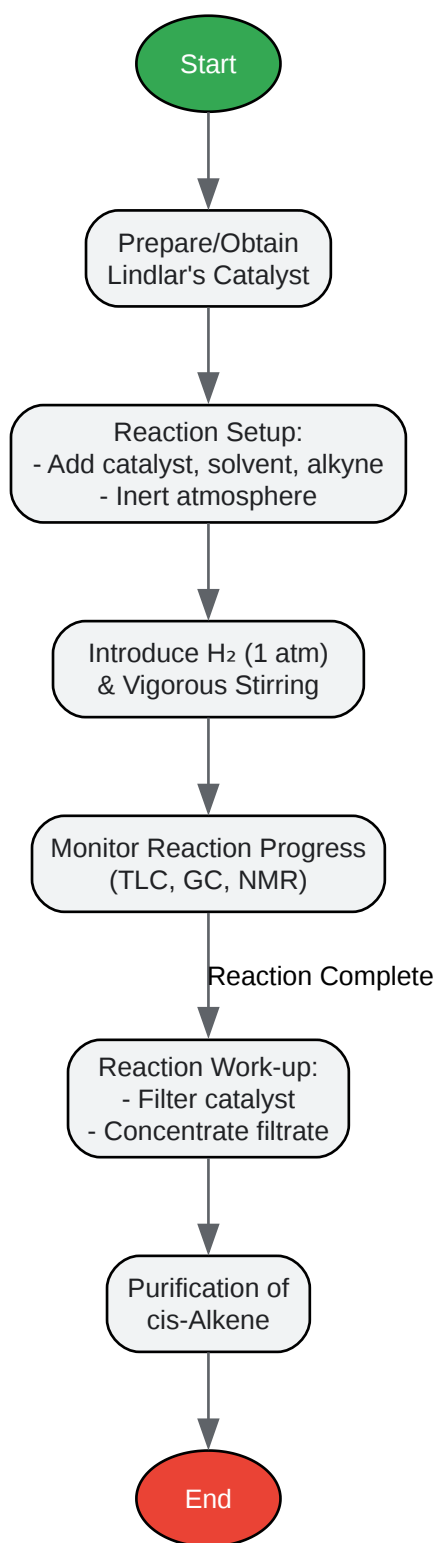 Start
Prepare/Obtain
Lindlar's Catalyst
Reaction Setup:
- Add catalyst, solvent, alkyne
- Inert atmosphere
Introduce H₂ (1 atm)
& Vigorous Stirring
Monitor Reaction Progress
(TLC, GC, NMR)
Reaction Complete
Reaction Work-up:
- Filter catalyst
- Concentrate filtrate
Purification of
cis-Alkene
End